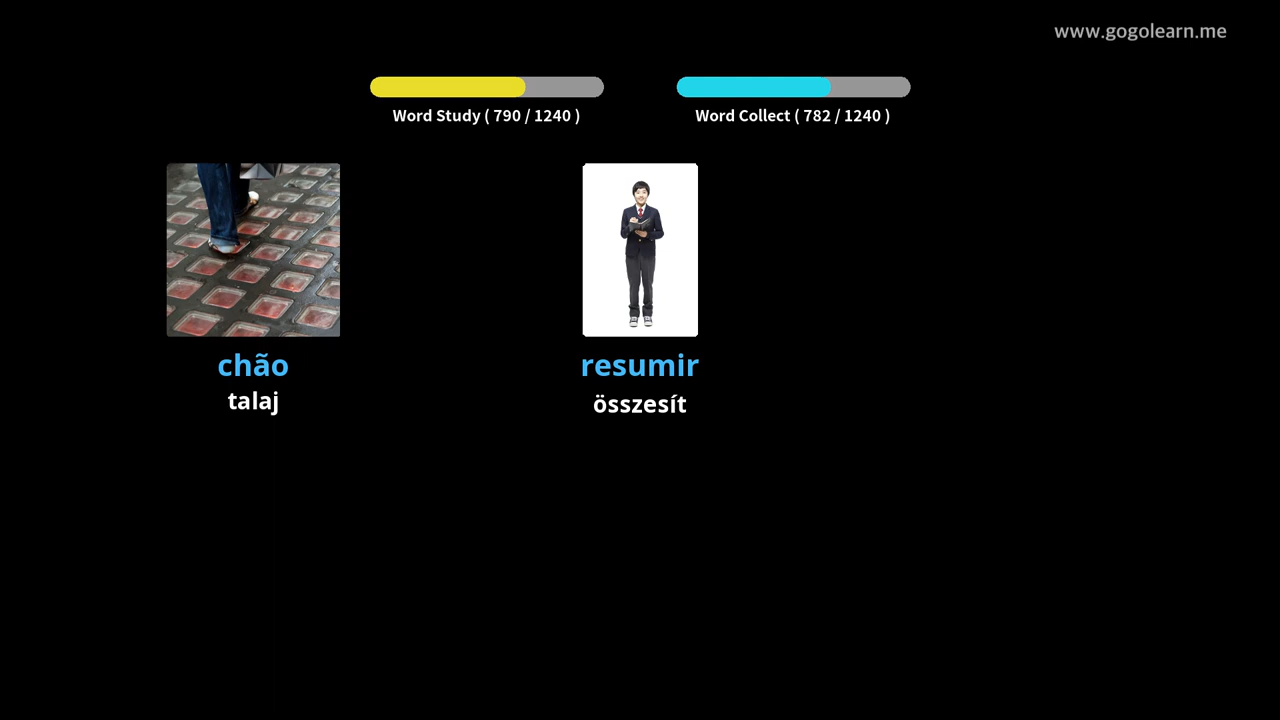 www.gogolearn.me
Word Study ( 790 / 1240 )
Word Collect ( 782 / 1240 )
chão
talaj
resumir
összesít